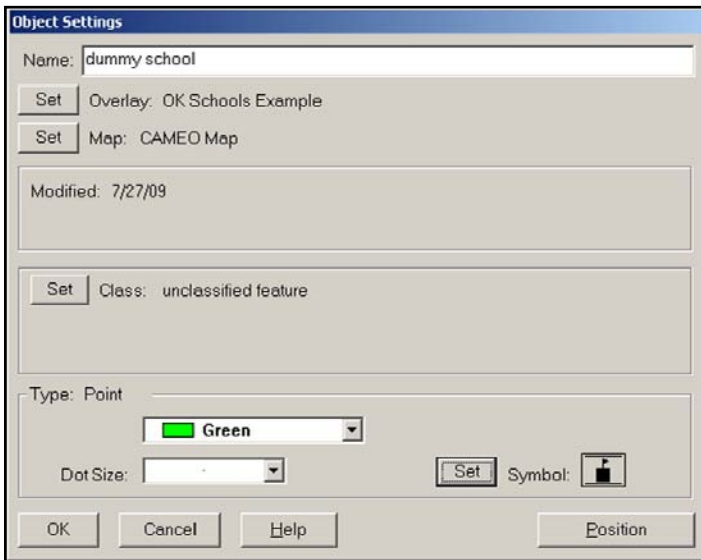 Object Settings
Name: dummy school
Set Overlay: OK Schools Example
Set Map: CAMEO Map
Modified: 7/27/09
Set Class: unclassified feature
Type: Point
Green
Dot Size: Set Symbol:
OK Cancel Help Position